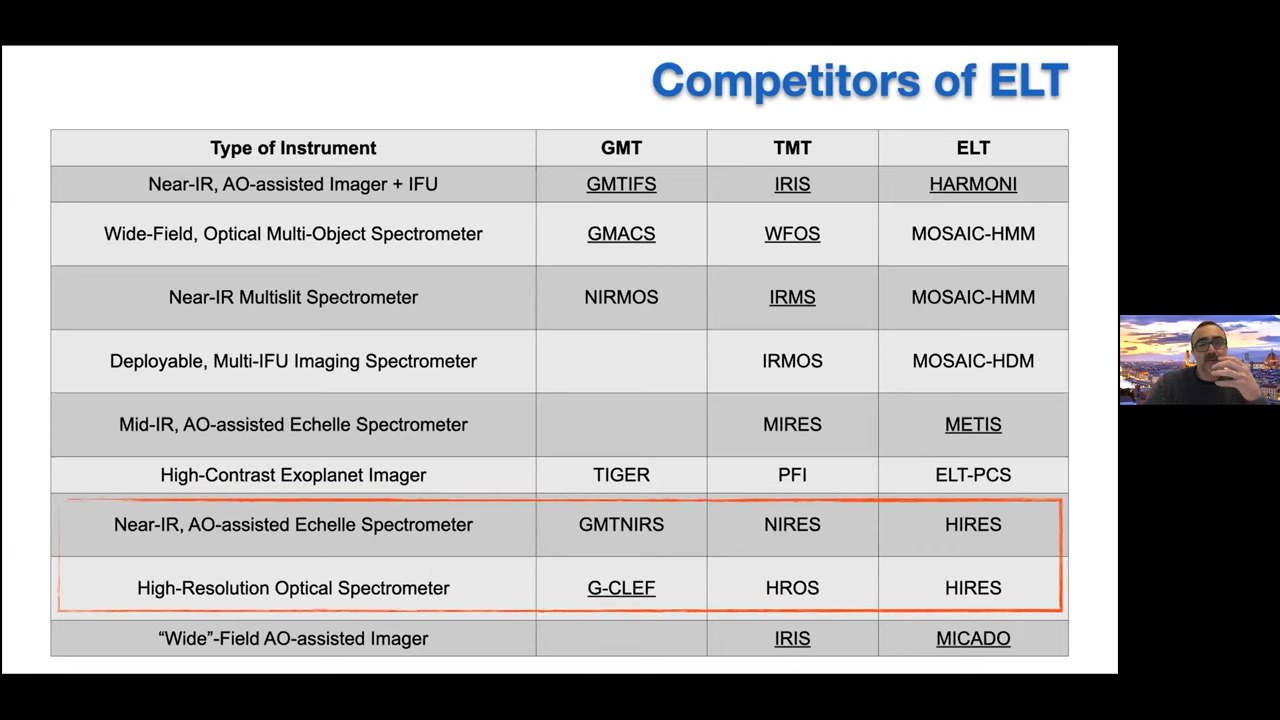 Competitors of ELT
Type of Instrument GMT TMT ELT
Near-IR, AO-assisted Imager + IFU GMTIFS IRIS HARMONI
Wide-Field, Optical Multi-Object Spectrometer GMACS WFOS MOSAIC-HMM
Near-IR Multislit Spectrometer NIRMOS IRMS MOSAIC-HMM
Deployable, Multi-IFU Imaging Spectrometer IRMOS MOSAIC-HDM
Mid-IR, AO-assisted Echelle Spectrometer MIRES METIS
High-Contrast Exoplanet Imager TIGER PFI ELT-PCS
Near-IR, AO-assisted Echelle Spectrometer GMTNIRS NIRES HIRES
High-Resolution Optical Spectrometer G-CLEF HROS HIRES
“Wide”-Field AO-assisted Imager IRIS MICADO